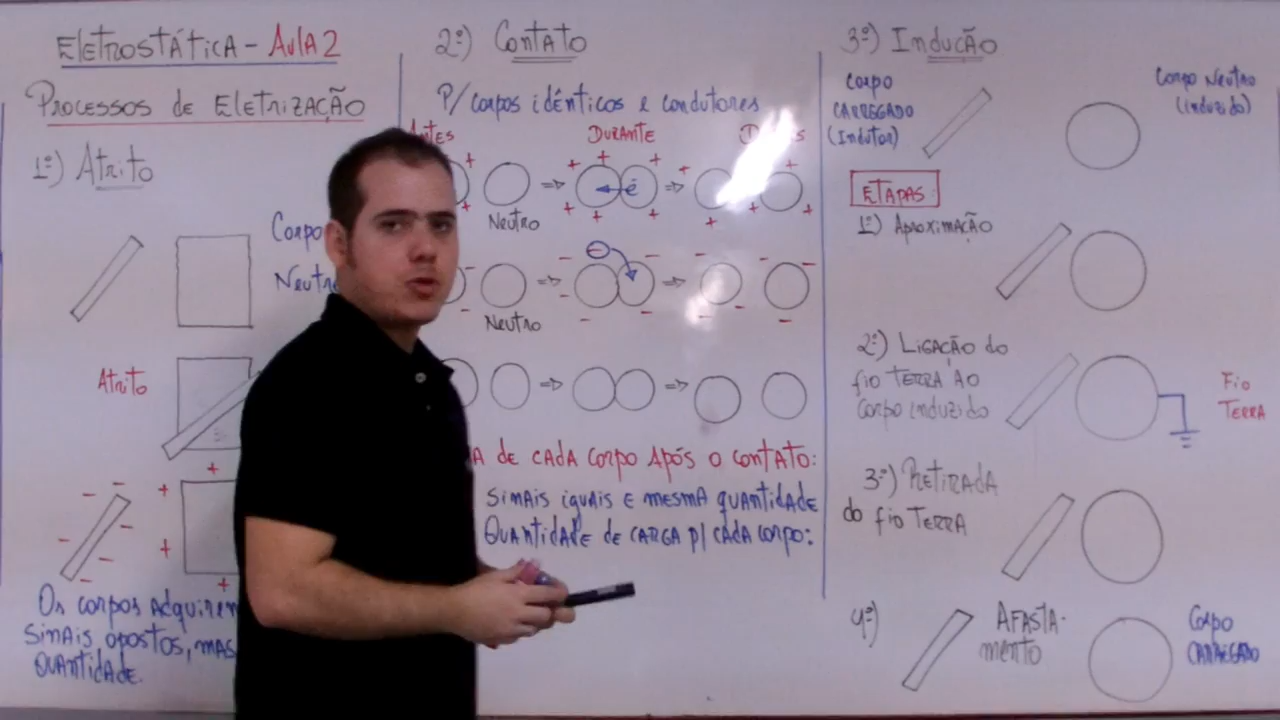 Eletrostática - Aula 2
Processos de Eletrização
1º) Atrito
Corpo
Neutro
Atrito
- - - - - -
+ + + +
Os corpos adquirem
sinais opostos, mas
quantidade.
2º) Contato
P/ corpos idênticos e condutores
Antes Durante
+ + + + + + + + + + +
é
Neutro
- - - - - - - - - -
Neutro
de cada corpo após o contato:
sinais iguais e mesma quantidade
Quantidade de carga p/ cada corpo:
3º) Indução
Corpo
carregado
(Indutor)
Corpo Neutro
(induzido)
Etapas:
1º) Aproximação
2º) Ligação do
fio terra ao
corpo induzido
Fio
Terra
3º) Retirada
do fio terra
4º) Afasta-
mento
Corpo
carregado